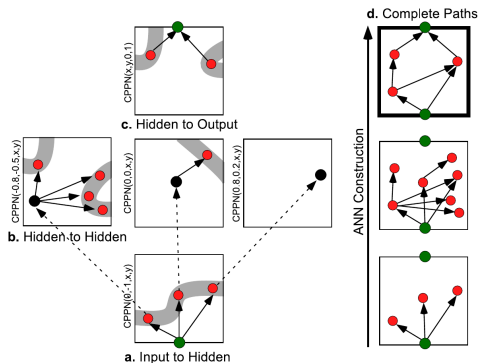 d. Complete Paths
CPPN(x,y,0,1)
c. Hidden to Output
CPPN(-0.8,-0.5,x,y)
CPPN(0,0,x,y)
CPPN(0.8,0.2,x,y)
b. Hidden to Hidden
CPPN(0,-1,x,y)
a. Input to Hidden
ANN Construction